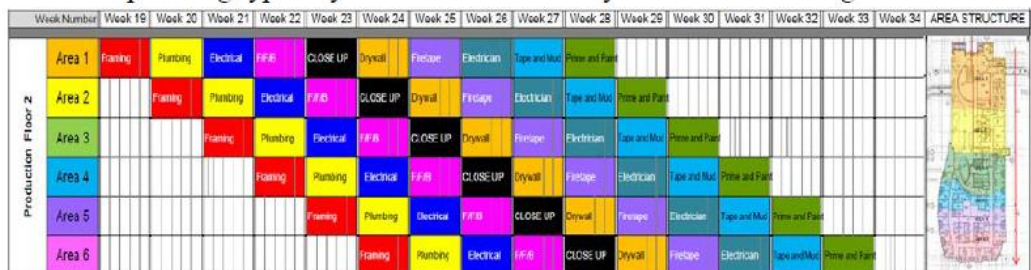 Week Number Week 19 Week 20 Week 21 Week 22 Week 23 Week 24 Week 25 Week 26 Week 27 Week 28 Week 29 Week 30 Week 31 Week 32 Week 33 Week 34 AREA STRUCTURE
Production Floor 2
Area 1 Framing Plumbing Electrical F/F/B CLOSE UP Drywall Firetape Electrician Tape and Mud Prime and Paint
Area 2 Framing Plumbing Electrical F/F/B CLOSE UP Drywall Firetape Electrician Tape and Mud Prime and Paint
Area 3 Framing Plumbing Electrical F/F/B CLOSE UP Drywall Firetape Electrician Tape and Mud Prime and Paint
Area 4 Framing Plumbing Electrical F/F/B CLOSE UP Drywall Firetape Electrician Tape and Mud Prime and Paint
Area 5 Framing Plumbing Electrical F/F/B CLOSE UP Drywall Firetape Electrician Tape and Mud Prime and Paint
Area 6 Framing Plumbing Electrical F/F/B CLOSE UP Drywall Firetape Electrician Tape and Mud Prime and Paint